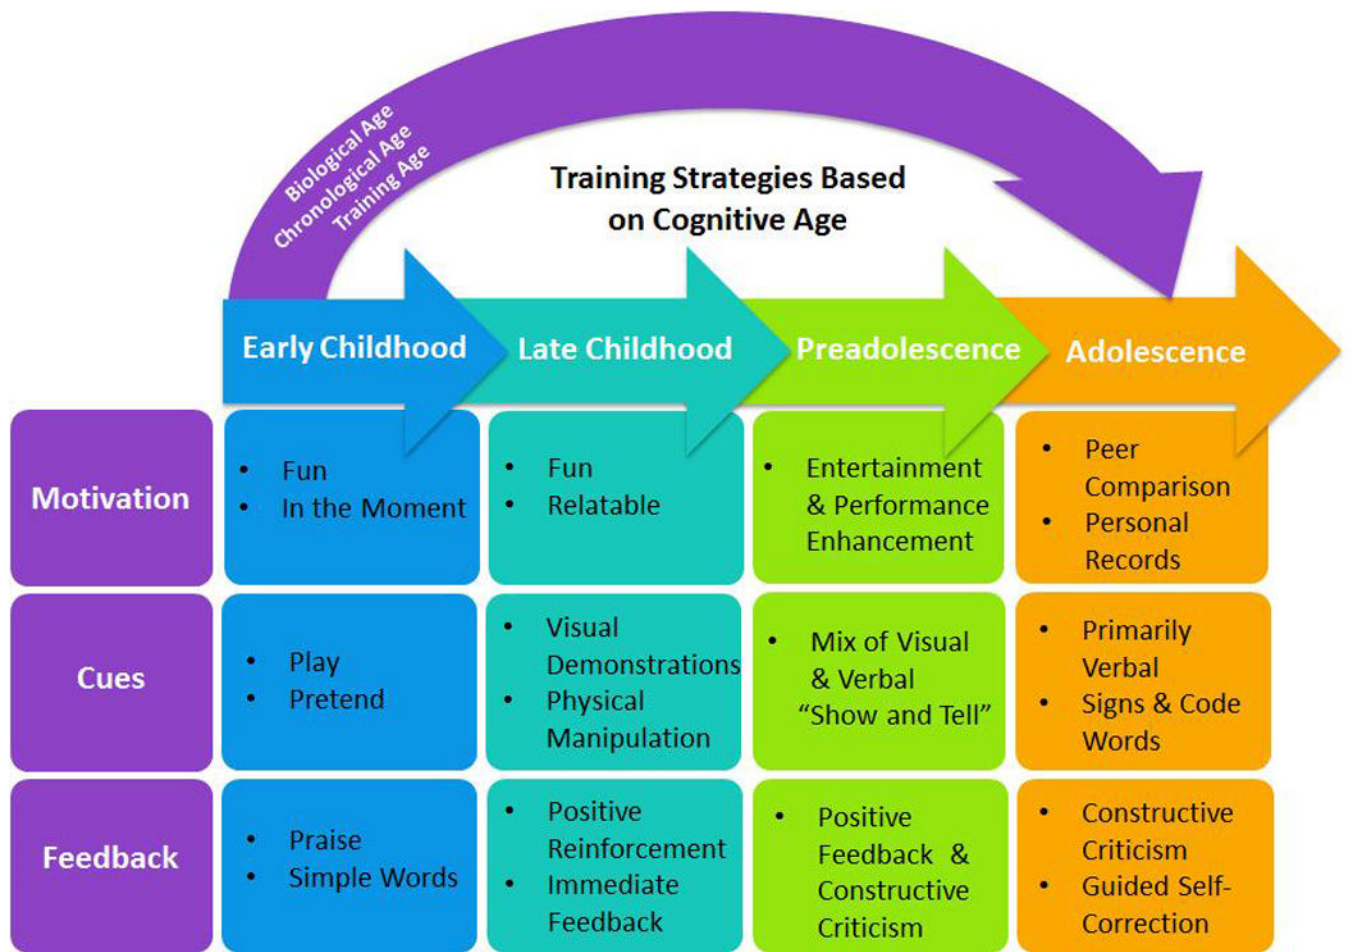 Biological Age
Chronological Age
Training Age
Training Strategies Based
on Cognitive Age
Early Childhood
Late Childhood
Preadolescence
Adolescence
Motivation
• Fun
• In the Moment
• Fun
• Relatable
• Entertainment
& Performance
Enhancement
• Peer
Comparison
• Personal
Records
Cues
• Play
• Pretend
• Visual
Demonstrations
• Physical
Manipulation
• Mix of Visual
& Verbal
“Show and Tell”
• Primarily
Verbal
• Signs & Code
Words
Feedback
• Praise
• Simple Words
• Positive
Reinforcement
• Immediate
Feedback
• Positive
Feedback &
Constructive
Criticism
• Constructive
Criticism
• Guided Self-
Correction